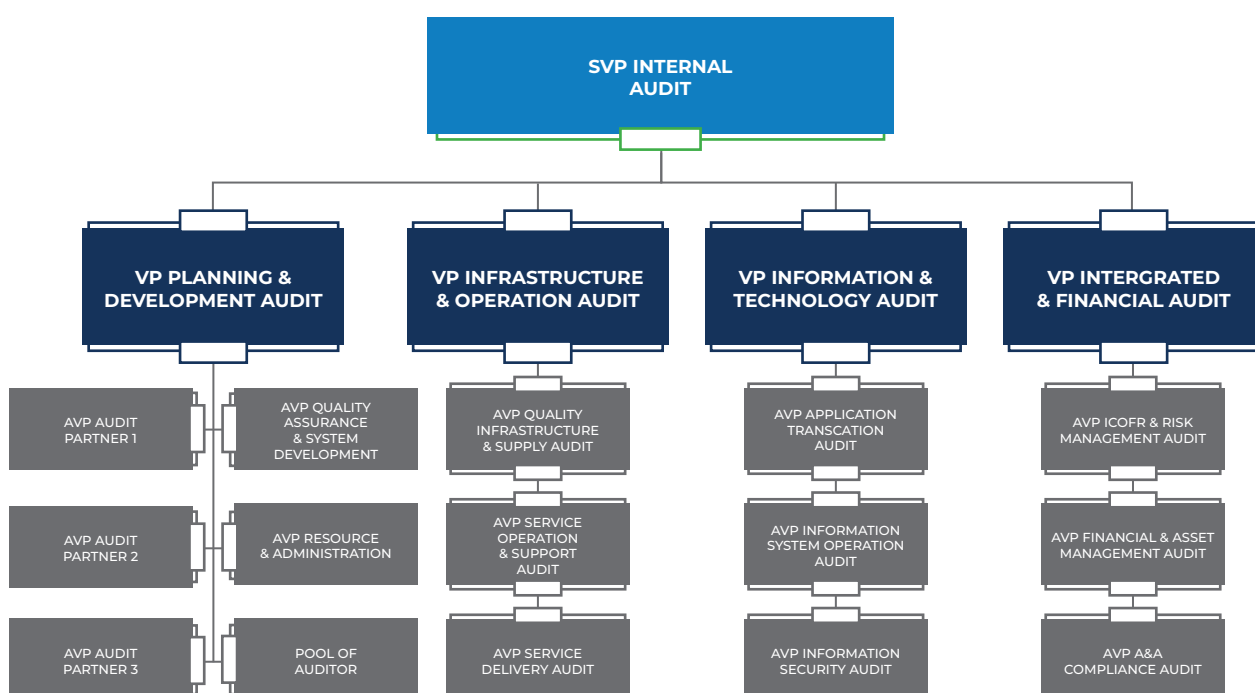 SVP INTERNAL
AUDIT
VP PLANNING &
DEVELOPMENT AUDIT
VP INFRASTRUCTURE
& OPERATION AUDIT
VP INFORMATION &
TECHNOLOGY AUDIT
VP INTERGRATED
& FINANCIAL AUDIT
AVP AUDIT
PARTNER 1
AVP QUALITY
ASSURANCE
& SYSTEM
DEVELOPMENT
AVP QUALITY
INFRASTRUCTURE
& SUPPLY AUDIT
AVP APPLICATION
TRANSCATION
AUDIT
AVP ICOFR & RISK
MANAGEMENT AUDIT
AVP AUDIT
PARTNER 2
AVP RESOURCE
& ADMINISTRATION
AVP SERVICE
OPERATION
& SUPPORT
AUDIT
AVP INFORMATION
SYSTEM OPERATION
AUDIT
AVP FINANCIAL & ASSET
MANAGEMENT AUDIT
AVP AUDIT
PARTNER 3
POOL OF
AUDITOR
AVP SERVICE
DELIVERY AUDIT
AVP INFORMATION
SECURITY AUDIT
AVP A&A
COMPLIANCE AUDIT